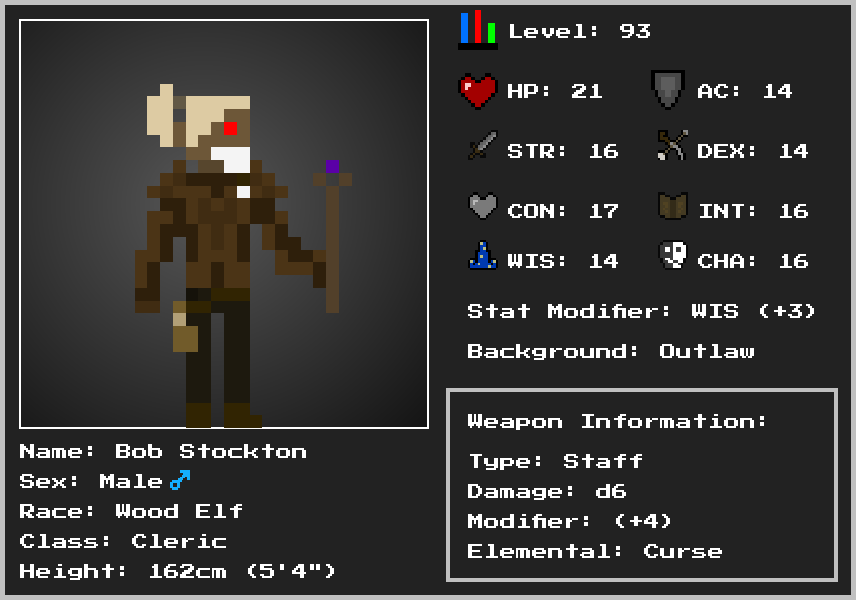 Level: 93
HP: 21 AC: 14
STR: 16 DEX: 14
CON: 17 INT: 16
WIS: 14 CHA: 16
Stat Modifier: WIS (+3)
Background: Outlaw
Weapon Information:
Type: Staff
Damage: d6
Modifier: (+4)
Elemental: Curse
Name: Bob Stockton
Sex: Male♂
Race: Wood Elf
Class: Cleric
Height: 162cm (5'4")